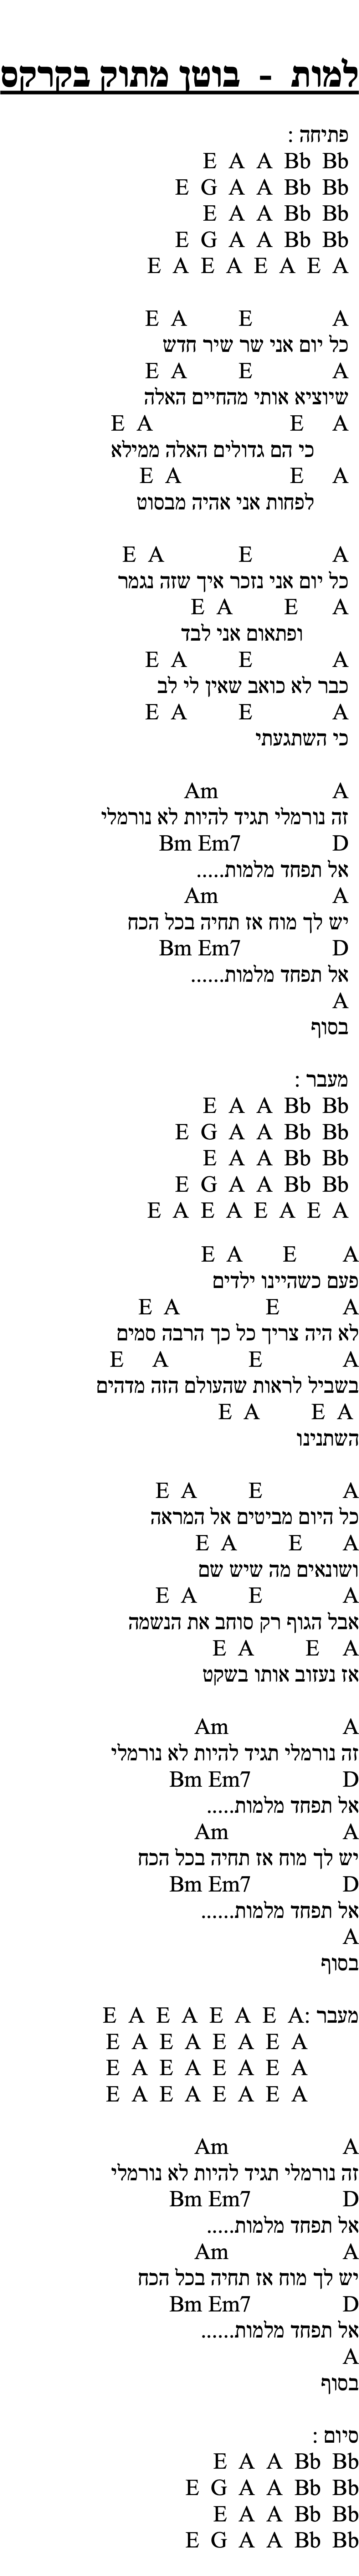 למות - בוטן מתוק בקרקס
פתיחה :
E A A Bb Bb
E G A A Bb Bb
E A A Bb Bb
E G A A Bb Bb
E A E A E A E A
E A E A
כל יום אני שר שיר חדש
E A E A
שיוציא אותי מהחיים האלה
E A E A
כי הם גדולים האלה ממילא
E A E A
לפחות אני אהיה מבסוט
E A E A
כל יום אני נזכר איך שזה נגמר
E A E A
ופתאום אני לבד
E A E A
כבר לא כואב שאין לי לב
E A E A
כי השתגעתי
Am A
זה נורמלי תגיד להיות לא נורמלי
Bm Em7 D
אל תפחד מלמות.....
Am A
יש לך מוח אז תחיה בכל הכח
Bm Em7 D
אל תפחד מלמות......
A
בסוף
מעבר :
E A A Bb Bb
E G A A Bb Bb
E A A Bb Bb
E G A A Bb Bb
E A E A E A E A
E A E A
פעם כשהיינו ילדים
E A E A
לא היה צריך כל כך הרבה סמים
E A E A
בשביל לראות שהעולם הזה מדהים
E A E A
השתנינו
E A E A
כל היום מביטים אל המראה
E A E A
ושונאים מה שיש שם
E A E A
אבל הגוף רק סוחב את הנשמה
E A E A
אז נעזוב אותו בשקט
Am A
זה נורמלי תגיד להיות לא נורמלי
Bm Em7 D
אל תפחד מלמות.....
Am A
יש לך מוח אז תחיה בכל הכח
Bm Em7 D
אל תפחד מלמות......
A
בסוף
מעבר: E A E A E A E A
E A E A E A E A
E A E A E A E A
E A E A E A E A
Am A
זה נורמלי תגיד להיות לא נורמלי
Bm Em7 D
אל תפחד מלמות.....
Am A
יש לך מוח אז תחיה בכל הכח
Bm Em7 D
אל תפחד מלמות......
A
בסוף
סיום :
E A A Bb Bb
E G A A Bb Bb
E A A Bb Bb
E G A A Bb Bb